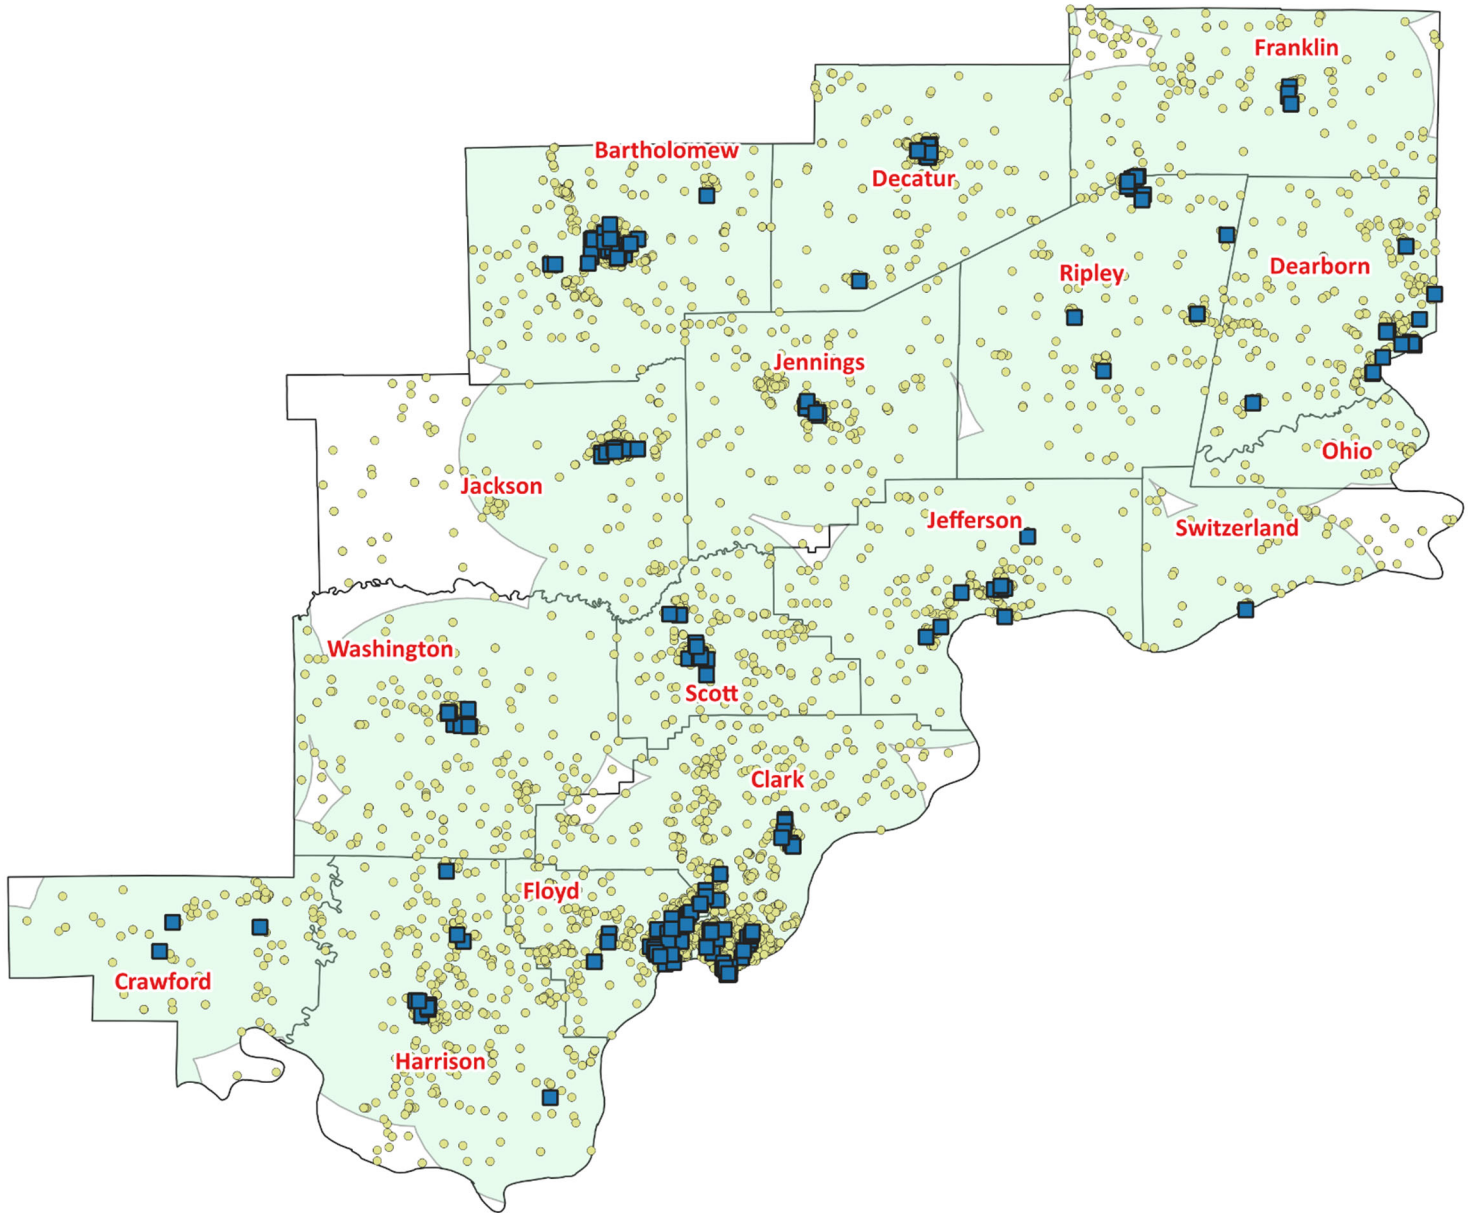 Franklin
Bartholomew
Decatur
Dearborn
Ripley
Jennings
Ohio
Jackson
Jefferson
Switzerland
Washington
Scott
Clark
Floyd
Crawford
Harrison